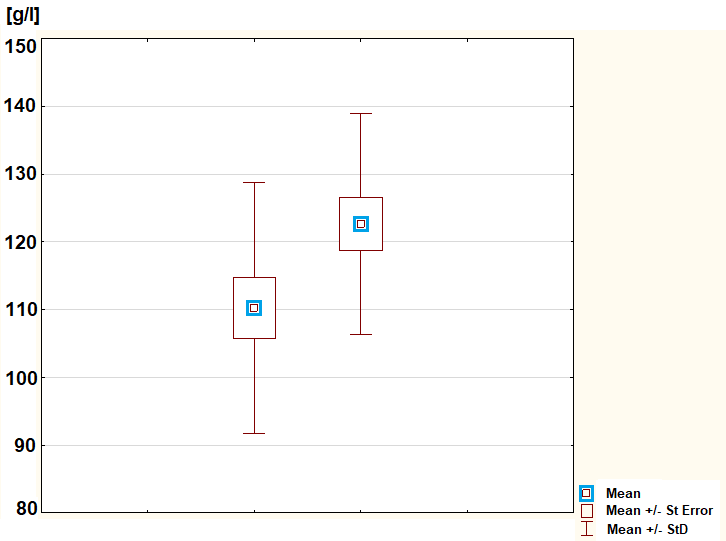 [g/l]
150
140
130
120
110
100
90
80
Mean
Mean +/- St Error
Mean +/- StD